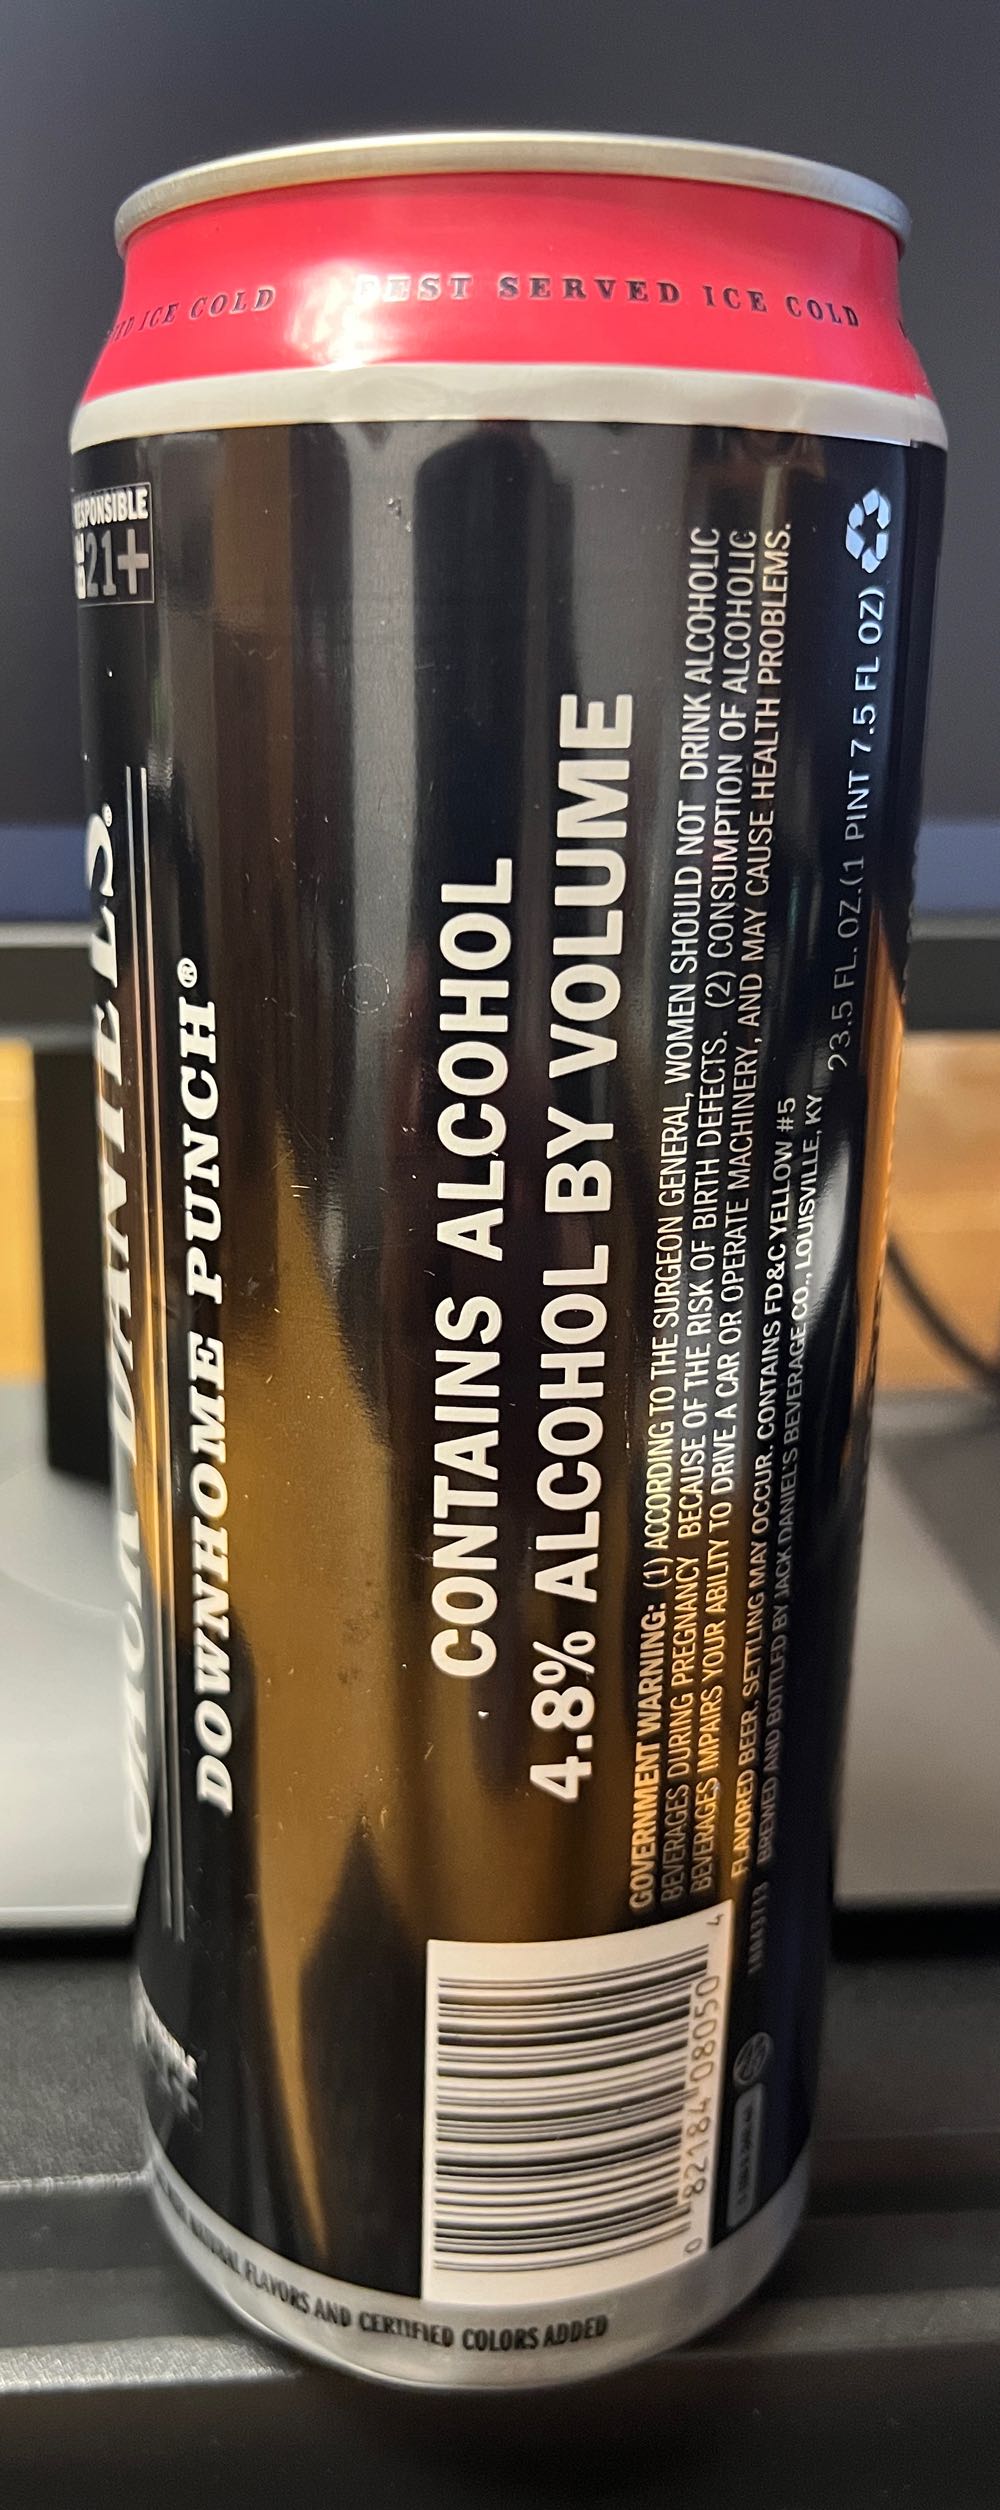 ICE COLD BEST SERVED ICE COLD
RESPONSIBLE
21+
JACK DANIEL'S®
DOWNHOME PUNCH®
CONTAINS ALCOHOL
4.8% ALCOHOL BY VOLUME
GOVERNMENT WARNING: (1) ACCORDING TO THE SURGEON GENERAL, WOMEN SHOULD NOT DRINK ALCOHOLIC
BEVERAGES DURING PREGNANCY BECAUSE OF THE RISK OF BIRTH DEFECTS. (2) CONSUMPTION OF ALCOHOLIC
BEVERAGES IMPAIRS YOUR ABILITY TO DRIVE A CAR OR OPERATE MACHINERY, AND MAY CAUSE HEALTH PROBLEMS.
FLAVORED BEER. SETTLING MAY OCCUR. CONTAINS FD&C YELLOW #5
BREWED AND BOTTLED BY JACK DANIEL'S BEVERAGE CO., LOUISVILLE, KY
23.5 FL. OZ. (1 PINT 7.5 FL OZ)
0 82184 08050 4
NATURAL FLAVORS AND CERTIFIED COLORS ADDED